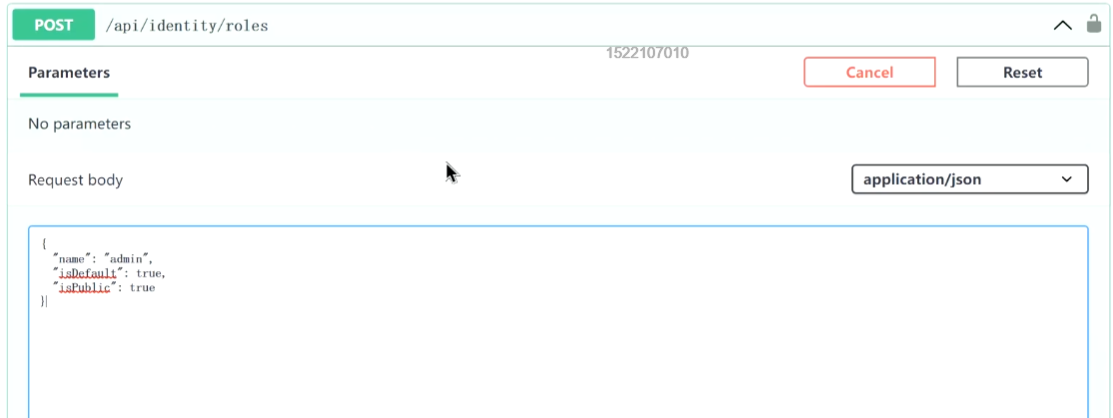 POST /api/identity/roles
1522107010
Parameters Cancel Reset
No parameters
Request body application/json
{
"name": "admin",
"isDefault": true,
"isPublic": true
}